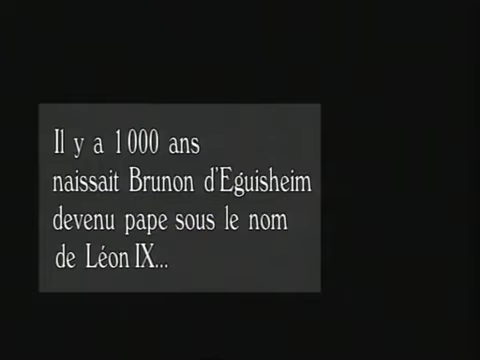 Il y a 1000 ans
naissait Brunon d'Eguisheim
devenu pape sous le nom
de Léon IX...